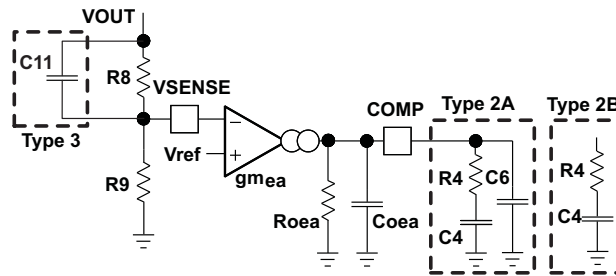 VOUT
C11
R8
Type 3
VSENSE
Vref
gmea
R9
Roea
Coea
COMP
Type 2A
R4
C6
C4
Type 2B
R4
C4